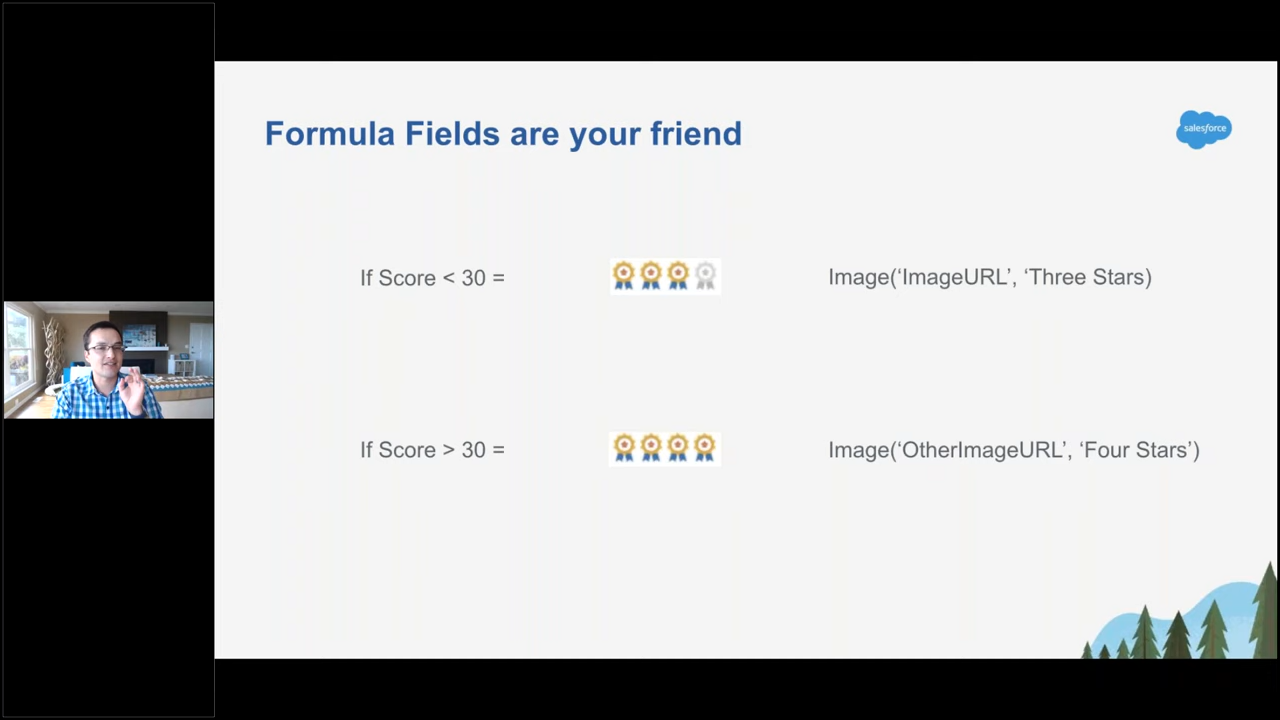 Formula Fields are your friend
salesforce
If Score < 30 =
Image(‘ImageURL’, ‘Three Stars)
If Score > 30 =
Image(‘OtherImageURL’, ‘Four Stars’)